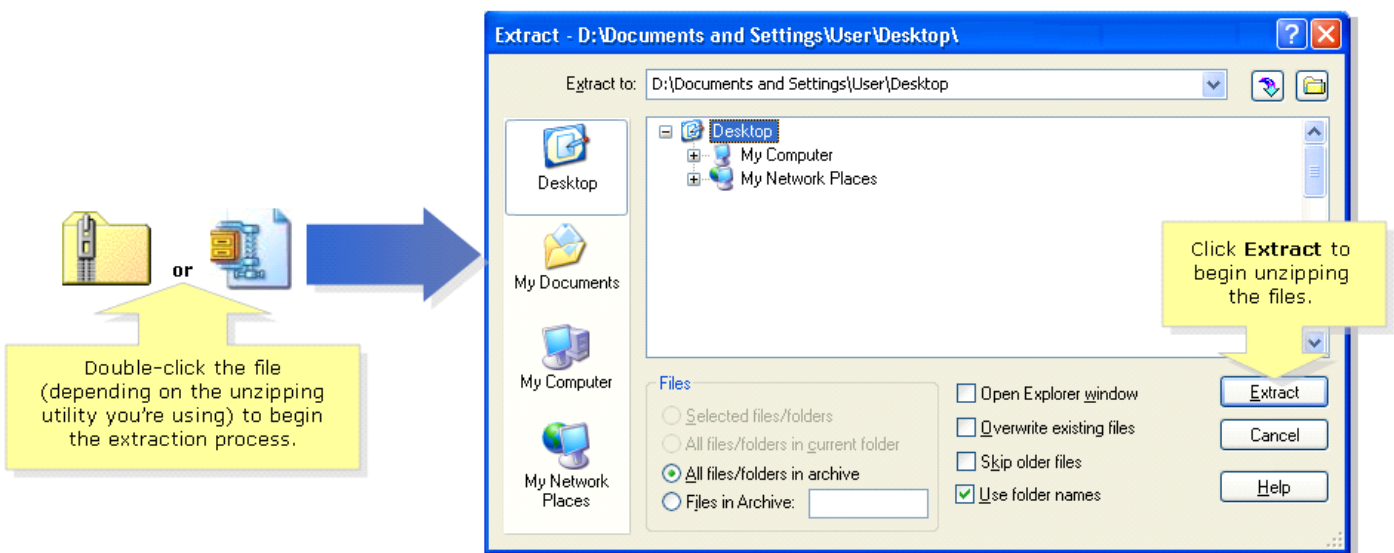 Extract - D:\Documents and Settings\User\Desktop\
Extract to:
D:\Documents and Settings\User\Desktop
Desktop
My Documents
My Computer
My Network
Places
Desktop
My Computer
My Network Places
or
Double-click the file
(depending on the unzipping
utility you're using) to begin
the extraction process.
Click Extract to
begin unzipping
the files.
Files
Selected files/folders
All files/folders in current folder
All files/folders in archive
Files in Archive:
Open Explorer window
Overwrite existing files
Skip older files
Use folder names
Extract
Cancel
Help